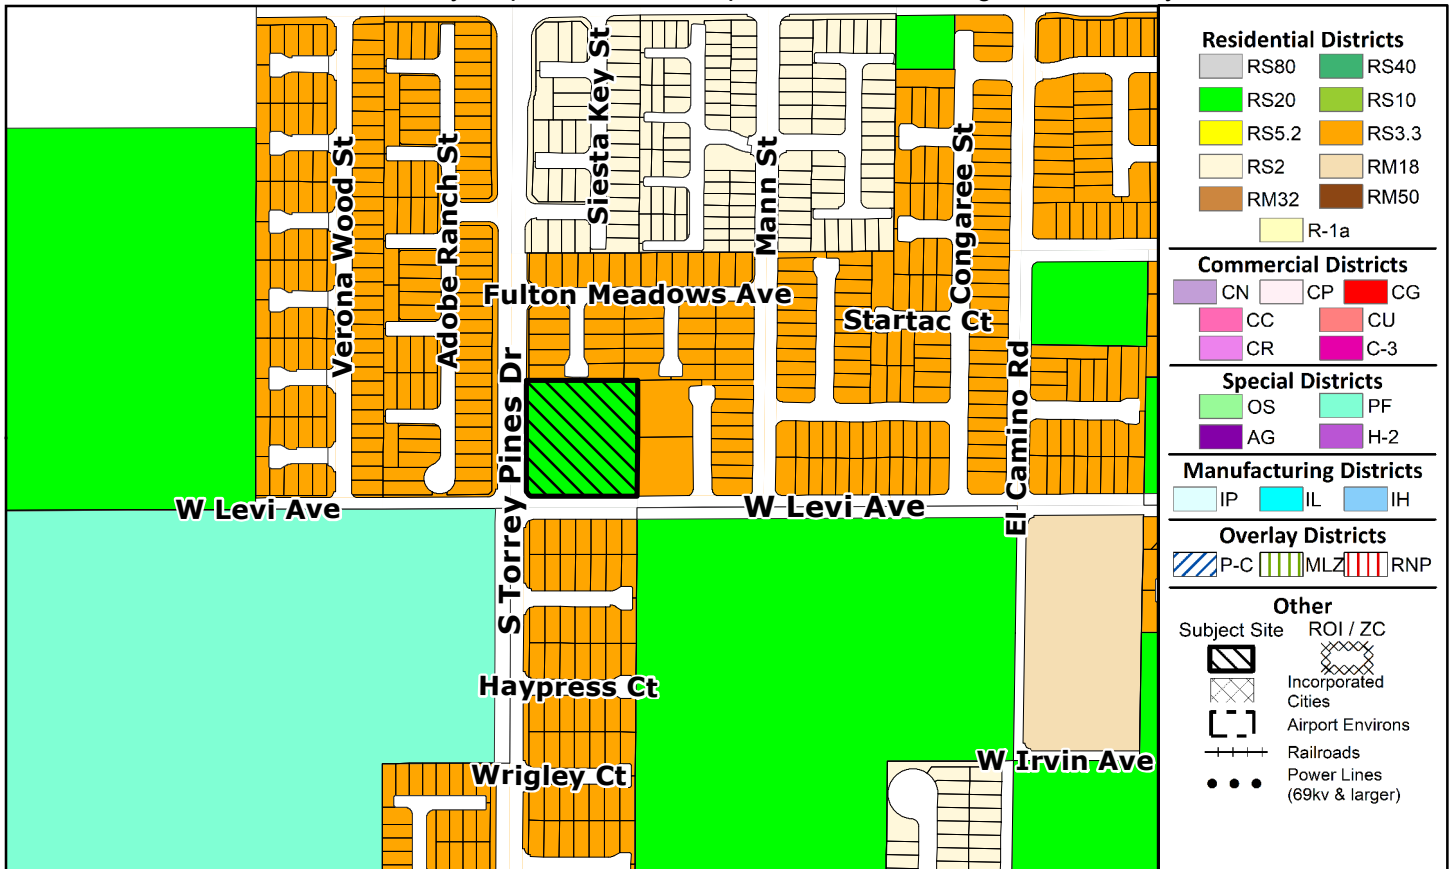 Siesta Key St
Verona Wood St
Adobe Ranch St
Mann St
Congaree St
Fulton Meadows Ave
Startac Ct
S Torrey Pines Dr
El Camino Rd
W Levi Ave
W Levi Ave
Haypress Ct
W Irvin Ave
Wrigley Ct
Residential Districts
RS80 RS40
RS20 RS10
RS5.2 RS3.3
RS2 RM18
RM32 RM50
R-1a
Commercial Districts
CN CP CG
CC CU
CR C-3
Special Districts
OS PF
AG H-2
Manufacturing Districts
IP IL IH
Overlay Districts
P-C MLZ RNP
Other
Subject Site ROI / ZC
Incorporated
Cities
Airport Environs
Railroads
Power Lines
(69kv & larger)